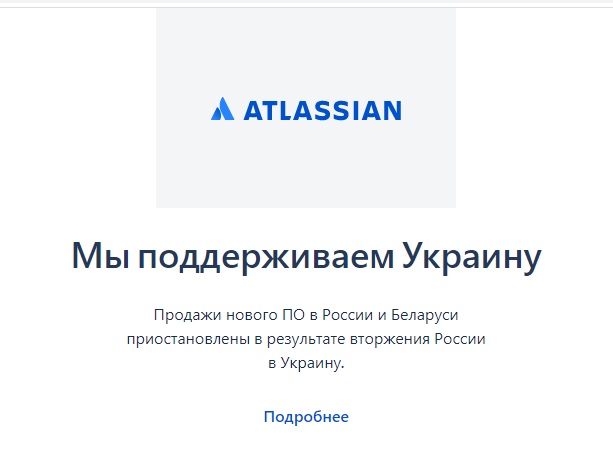 ATLASSIAN
Мы поддерживаем Украину
Продажи нового ПО в России и Беларуси
приостановлены в результате вторжения России
в Украину.
Подробнее